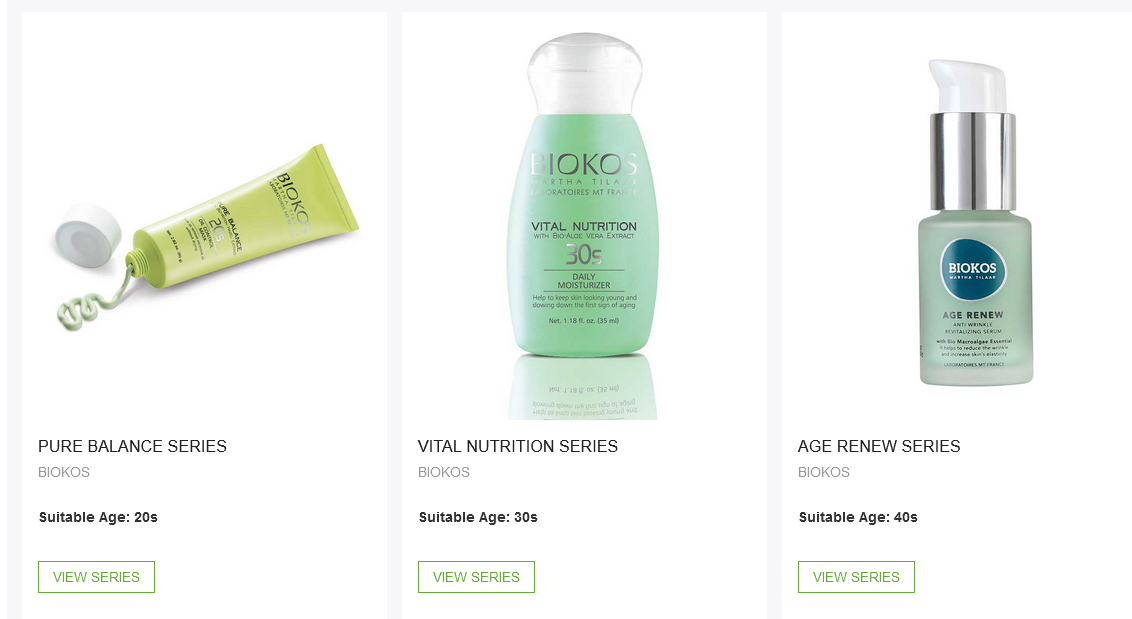 BIOKOS
PURE BALANCE
20s
OIL CONTROL
MASK
BIOKOS
MARTHA TILAAR
LABORATOIRES MT FRANCE
VITAL NUTRITION
WITH BIO-ALOE VERA EXTRACT
30s
DAILY
MOISTURIZER
Help to keep skin looking young and
slowing down the first sign of aging
Net. 1.18 fl. oz. (35 ml)
BIOKOS
MARTHA TILAAR
AGE RENEW
ANTI WRINKLE
REVITALIZING SERUM
with Bio Macroalgae Essential
It helps to reduce the wrinkle
and increase skin's elasticity
LABORATOIRES MT. FRANCE
PURE BALANCE SERIES
BIOKOS
Suitable Age: 20s
VIEW SERIES
VITAL NUTRITION SERIES
BIOKOS
Suitable Age: 30s
VIEW SERIES
AGE RENEW SERIES
BIOKOS
Suitable Age: 40s
VIEW SERIES